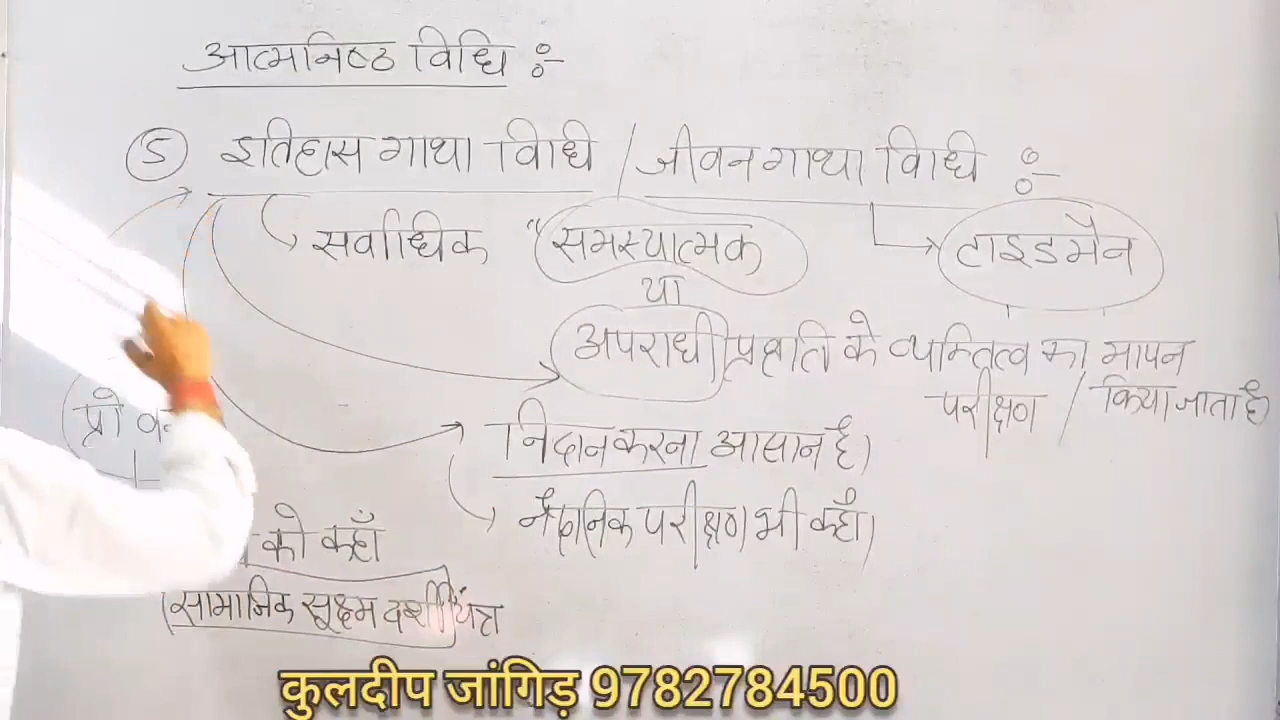 आत्मनिष्ठ विधि :-
5 इतिहास गाथा विधि / जीवन गाथा विधि :-
सर्वाधिक "समस्यात्मक टाइडमैन
या
अपराधी प्रवृति के व्यक्तित्व का मापन
परीक्षण / किया जाता है
प्रो
निदान करना आसान है।
नैदानिक परीक्षण भी कहाँ।
को कहाँ
सामाजिक सूक्ष्म दर्शी यंत्र
कुलदीप जांगिड़ 9782784500